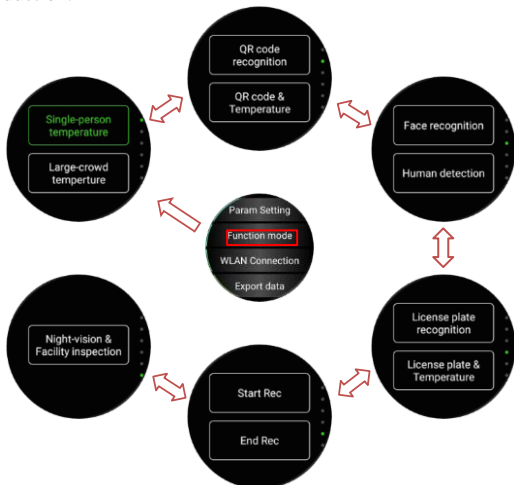 QR code
recognition
QR code &
Temperature
Single-person
temperature
Large-crowd
temperture
Face recognition
Human detection
Param Setting
Function mode
WLAN Connection
Export data
License plate
recognition
License plate &
Temperature
Night-vision &
Facility inspection
Start Rec
End Rec